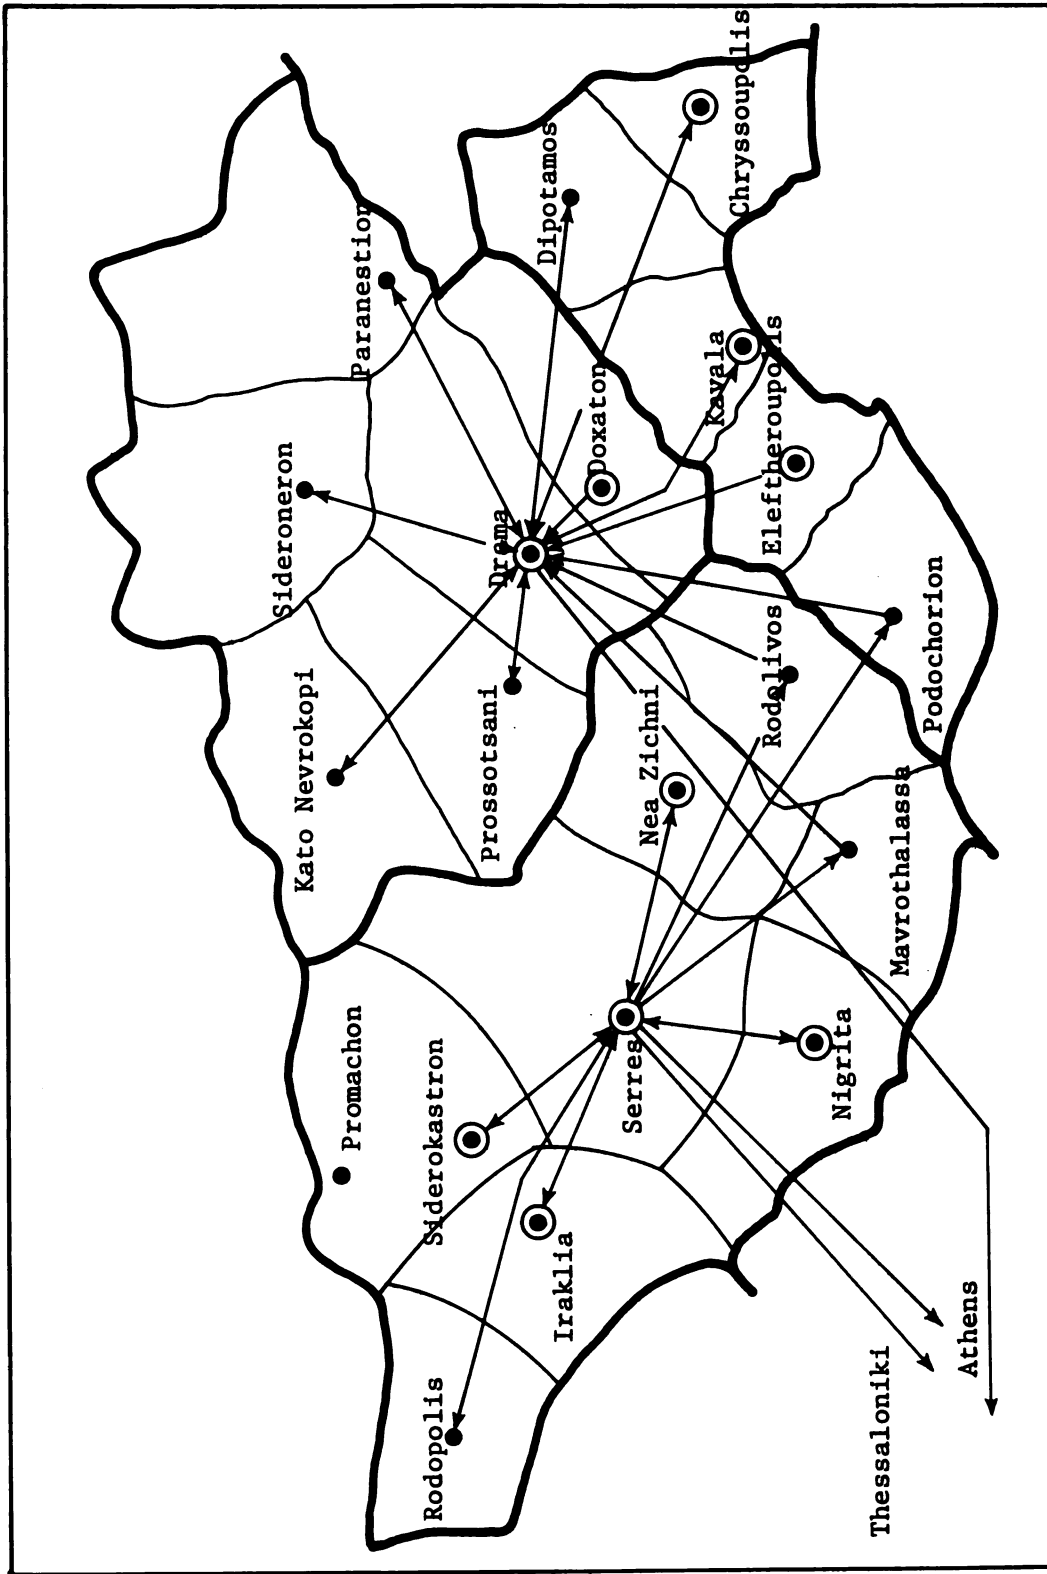 Sideroneron
Paranestion
Kato Nevrokopi
Promachon
Dipotamos
Drama
Prossotsani
Siderokastron
Rodopolis
Doxaton
Chryssoupolis
Iraklia
Serres
Nea Zichni
Kavala
Eleftheroupolis
Rodolivos
Nigrita
Mavrothalassa
Podochorion
Thessaloniki
Athens